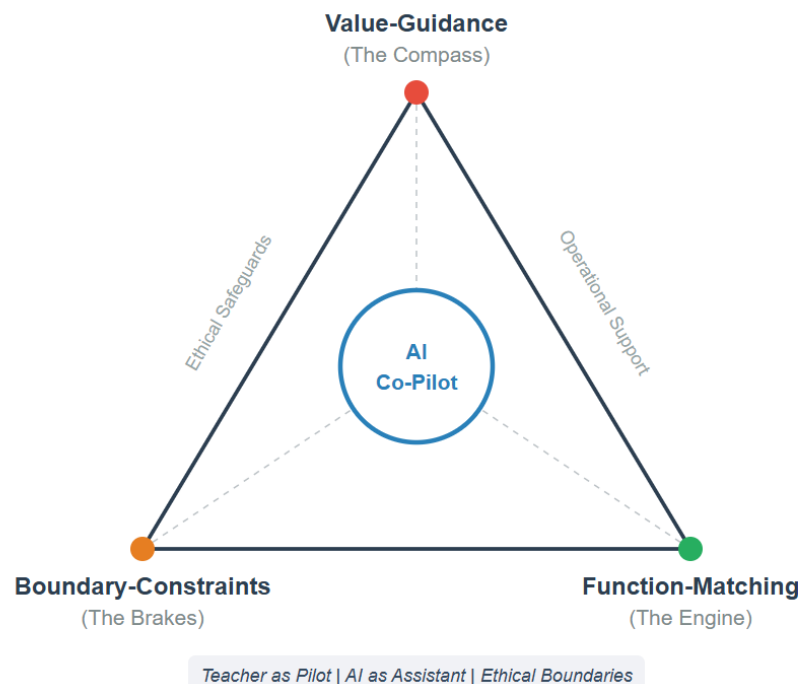 Value-Guidance
(The Compass)
Ethical Safeguards
Operational Support
AI
Co-Pilot
Boundary-Constraints
(The Brakes)
Function-Matching
(The Engine)
Teacher as Pilot | AI as Assistant | Ethical Boundaries